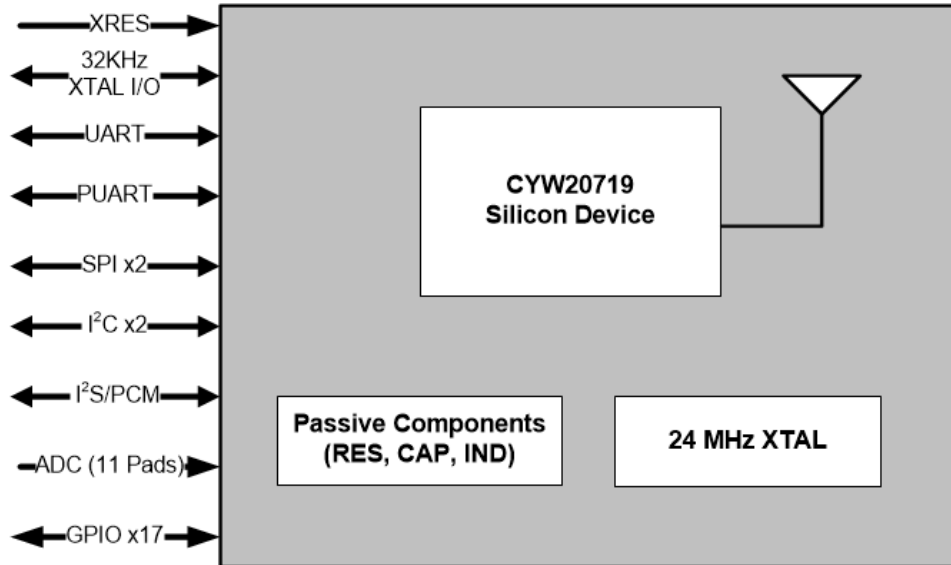 XRES
32KHz
XTAL I/O
UART
PUART
SPI x2
I²C x2
I²S/PCM
ADC (11 Pads)
GPIO x17
CYW20719
Silicon Device
Passive Components
(RES, CAP, IND)
24 MHz XTAL